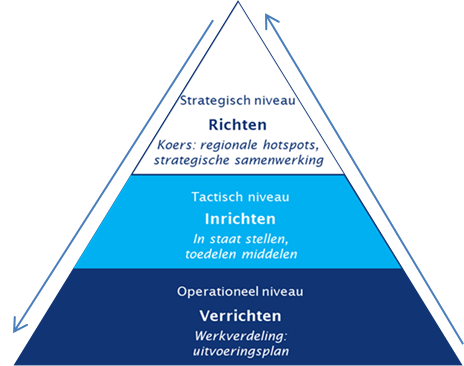 Strategisch niveau
Richten
Koers: regionale hotspots,
strategische samenwerking
Tactisch niveau
Inrichten
In staat stellen,
toedelen middelen
Operationeel niveau
Verrichten
Werkverdeling:
uitvoeringsplan